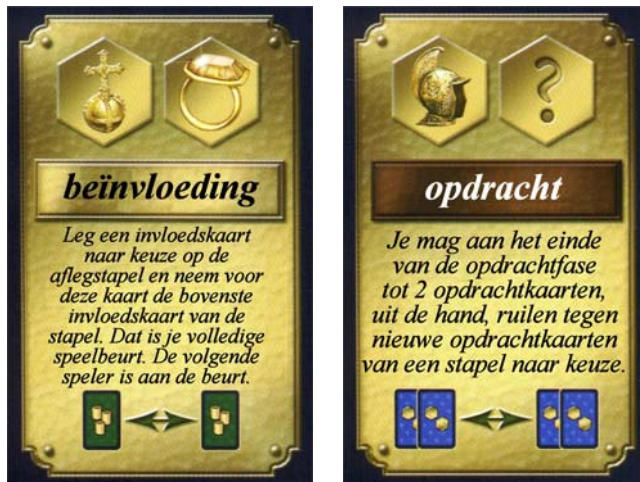 beïnvloeding
Leg een invloedskaart
naar keuze op de
aflegstapel en neem voor
deze kaart de bovenste
invloedskaart van de
stapel. Dat is je volledige
speelbeurt. De volgende
speler is aan de beurt.
?
opdracht
Je mag aan het einde
van de opdrachtfase
tot 2 opdrachtkaarten,
uit de hand, ruilen tegen
nieuwe opdrachtkaarten
van een stapel naar keuze.